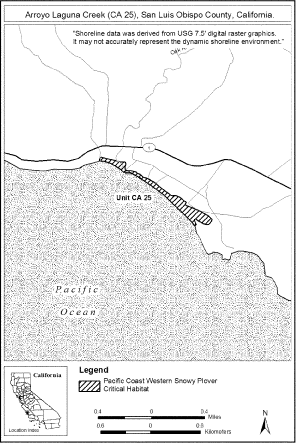 Arroyo Laguna Creek (CA 25), San Luis Obispo County, California.
"Shoreline data was derived from USG 7.5' digital raster graphics.
It may not accurately represent the dynamic shoreline environment."
1
Unit CA 25
Pacific
Ocean
California
Location Index
Legend
Pacific Coast Western Snowy Plover
Critical Habitat
0.4 0 0.4
Miles
0.6 0 0.6
Kilometers
N